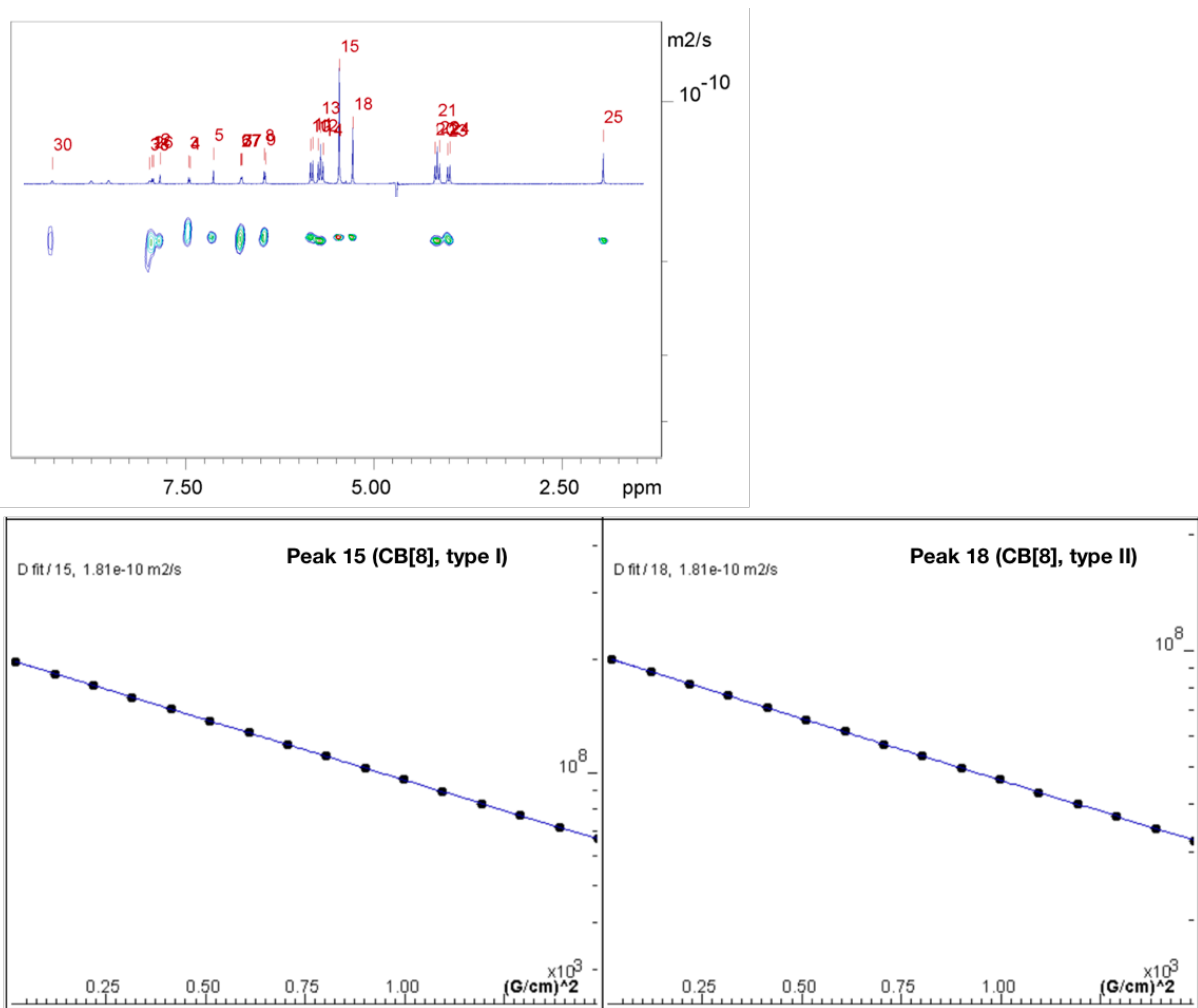 m2/s
10-10
15
13
18
21
25
30
5
8
9
7.50
5.00
2.50
ppm
Peak 15 (CB[8], type I)
D fit / 15, 1.81e-10 m2/s
10^8
0.25
0.50
0.75
1.00
x10^3
(G/cm)^2
Peak 18 (CB[8], type II)
D fit / 18, 1.81e-10 m2/s
10^8
0.25
0.50
0.75
1.00
x10^3
(G/cm)^2